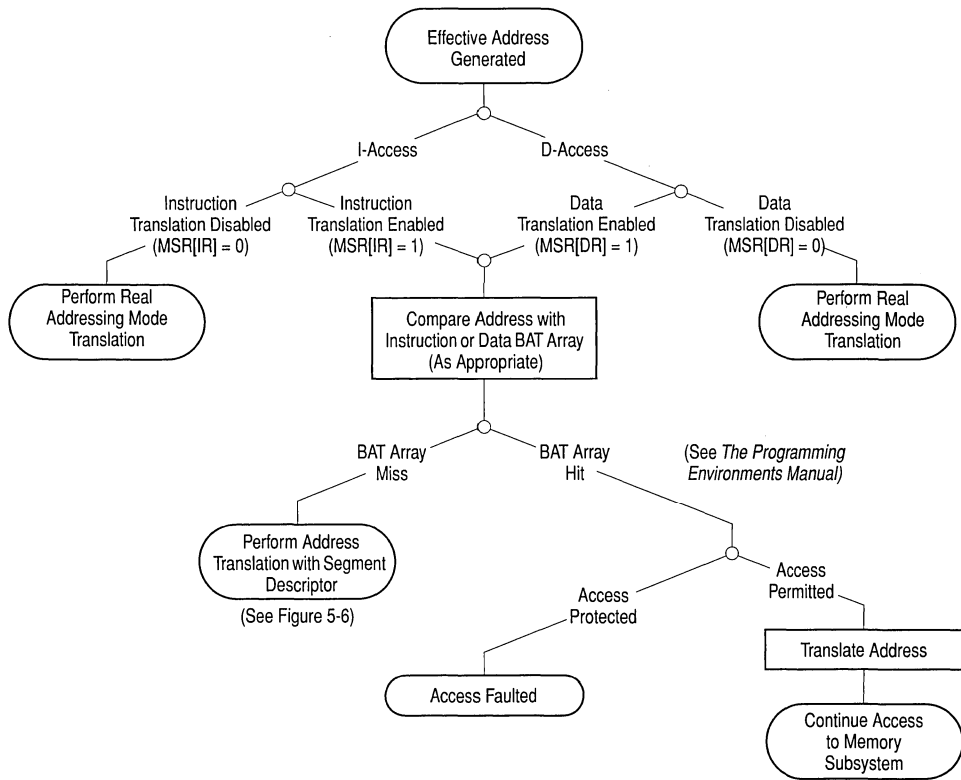 Effective Address
Generated
I-Access
D-Access
Instruction
Translation Disabled
(MSR[IR] = 0)
Instruction
Translation Enabled
(MSR[IR] = 1)
Data
Translation Enabled
(MSR[DR] = 1)
Data
Translation Disabled
(MSR[DR] = 0)
Perform Real
Addressing Mode
Translation
Compare Address with
Instruction or Data BAT Array
(As Appropriate)
Perform Real
Addressing Mode
Translation
BAT Array
Miss
BAT Array
Hit
(See The Programming
Environments Manual)
Perform Address
Translation with Segment
Descriptor
(See Figure 5-6)
Access
Protected
Access
Permitted
Access Faulted
Translate Address
Continue Access
to Memory
Subsystem